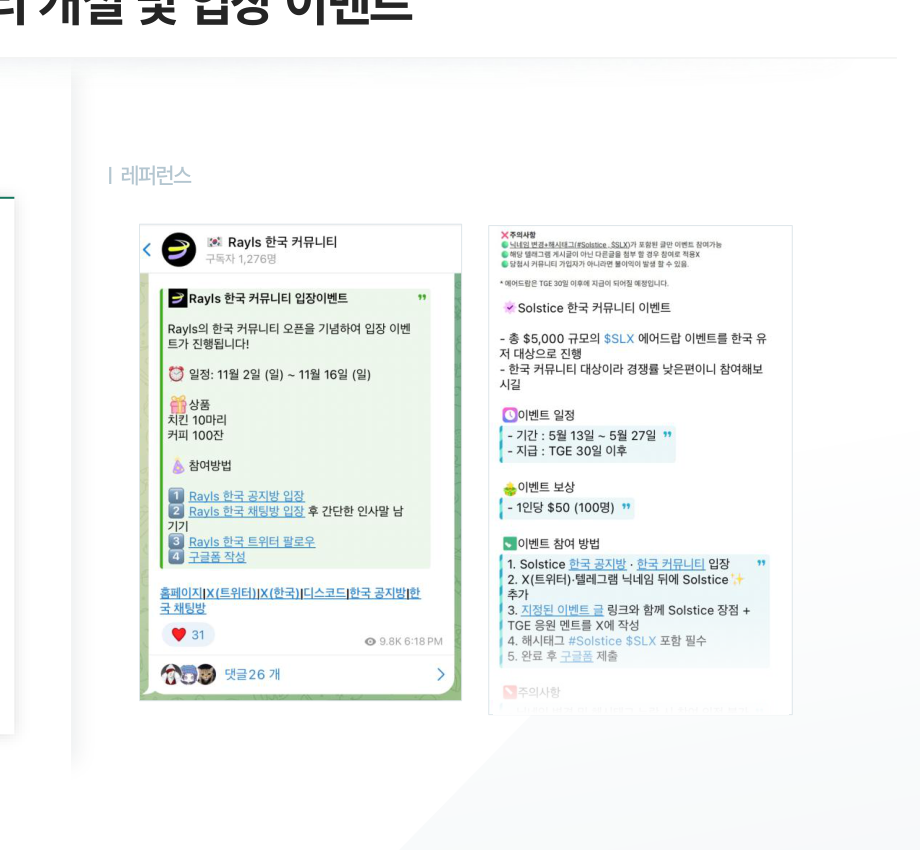 티 개설 및 입장 이벤트
레퍼런스
Rayls 한국 커뮤니티
구독자 1,276명
Rayls 한국 커뮤니티 입장이벤트
Rayls의 한국 커뮤니티 오픈을 기념하여 입장 이벤
트가 진행됩니다!
일정: 11월 2일 (일) ~ 11월 16일 (일)
상품
치킨 10마리
커피 100잔
참여방법
1 Rayls 한국 공지방 입장
2 Rayls 한국 채팅방 입장 후 간단한 인사말 남
기기
3 Rayls 한국 트위터 팔로우
4 구글폼 작성
홈페이지|X(트위터)|X(한국)|디스코드|한국 공지방|한
국 채팅방
❤️ 31
9.8K 6:18 PM
댓글26 개
❌주의사항
닉네임 변경+해시태그(#Solstice , $SLX)가 포함된 글만 이벤트 참여가능
해당 텔래그램 게시글이 아닌 다른글을 첨부 할 경우 참여로 적용X
당첨시 커뮤니티 가입자가 아니라면 불이익이 발생 할 수 있음.
* 에어드랍은 TGE 30일 이후에 지급이 되어질 예정입니다.
Solstice 한국 커뮤니티 이벤트
- 총 $5,000 규모의 $SLX 에어드랍 이벤트를 한국 유
저 대상으로 진행
- 한국 커뮤니티 대상이라 경쟁률 낮은편이니 참여해보
시길
이벤트 일정
- 기간 : 5월 13일 ~ 5월 27일
- 지급 : TGE 30일 이후
이벤트 보상
- 1인당 $50 (100명)
이벤트 참여 방법
1. Solstice 한국 공지방 · 한국 커뮤니티 입장
2. X(트위터)·텔레그램 닉네임 뒤에 Solstice✨
추가
3. 지정된 이벤트 글 링크와 함께 Solstice 장점 +
TGE 응원 멘트를 X에 작성
4. 해시태그 #Solstice $SLX 포함 필수
5. 완료 후 구글폼 제출
주의사항